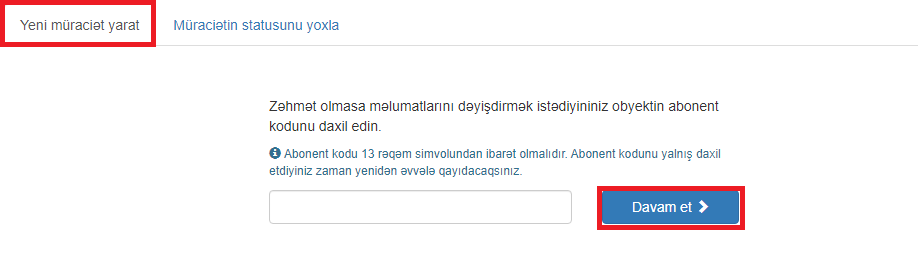 Yeni müraciət yarat Müraciətin statusunu yoxla
Zəhmət olmasa məlumatlarını dəyişdirmək istədiyininiz obyektin abonent
kodunu daxil edin.
Abonent kodu 13 rəqəm simvolundan ibarət olmalıdır. Abonent kodunu yalnış daxil
etdiyiniz zaman yenidən əvvələ qayıdacaqsınız.
Davam et